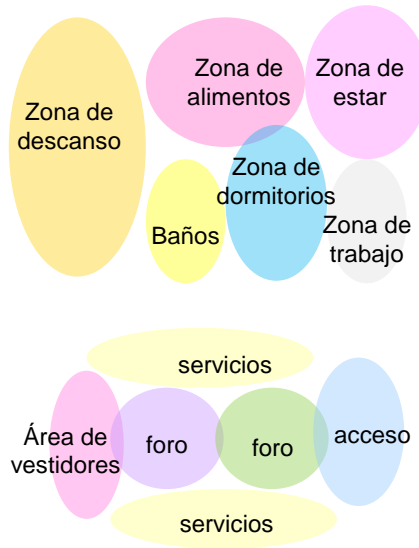 Zona de
descanso
Zona de
alimentos
Zona de
estar
Baños
Zona de
dormitorios
Zona de
trabajo
servicios
Área de
vestidores
foro
foro
acceso
servicios